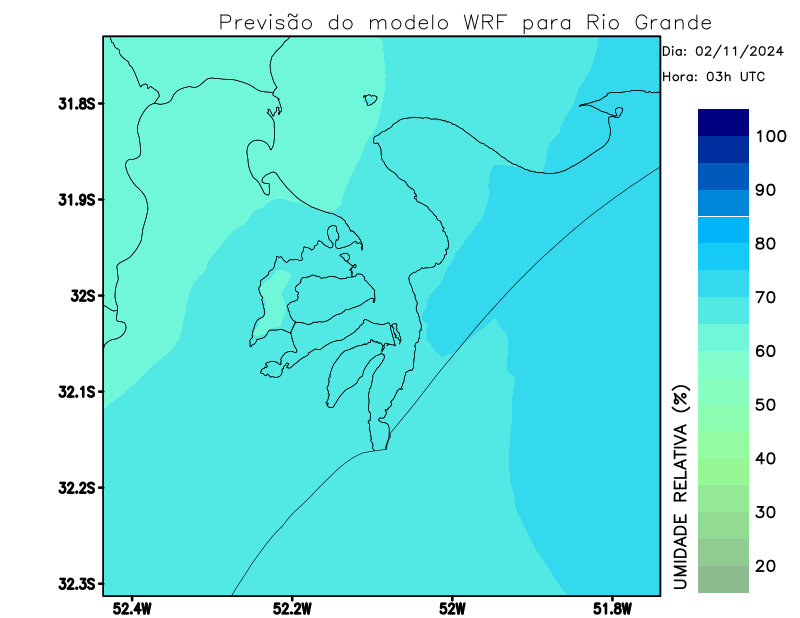 Previsão do modelo WRF para Rio Grande
Dia: 02/11/2024
Hora: 03h UTC
31.8S
31.9S
32S
32.1S
32.2S
32.3S
52.4W
52.2W
52W
51.8W
100
90
80
70
60
50
40
30
20
UMIDADE RELATIVA (%)